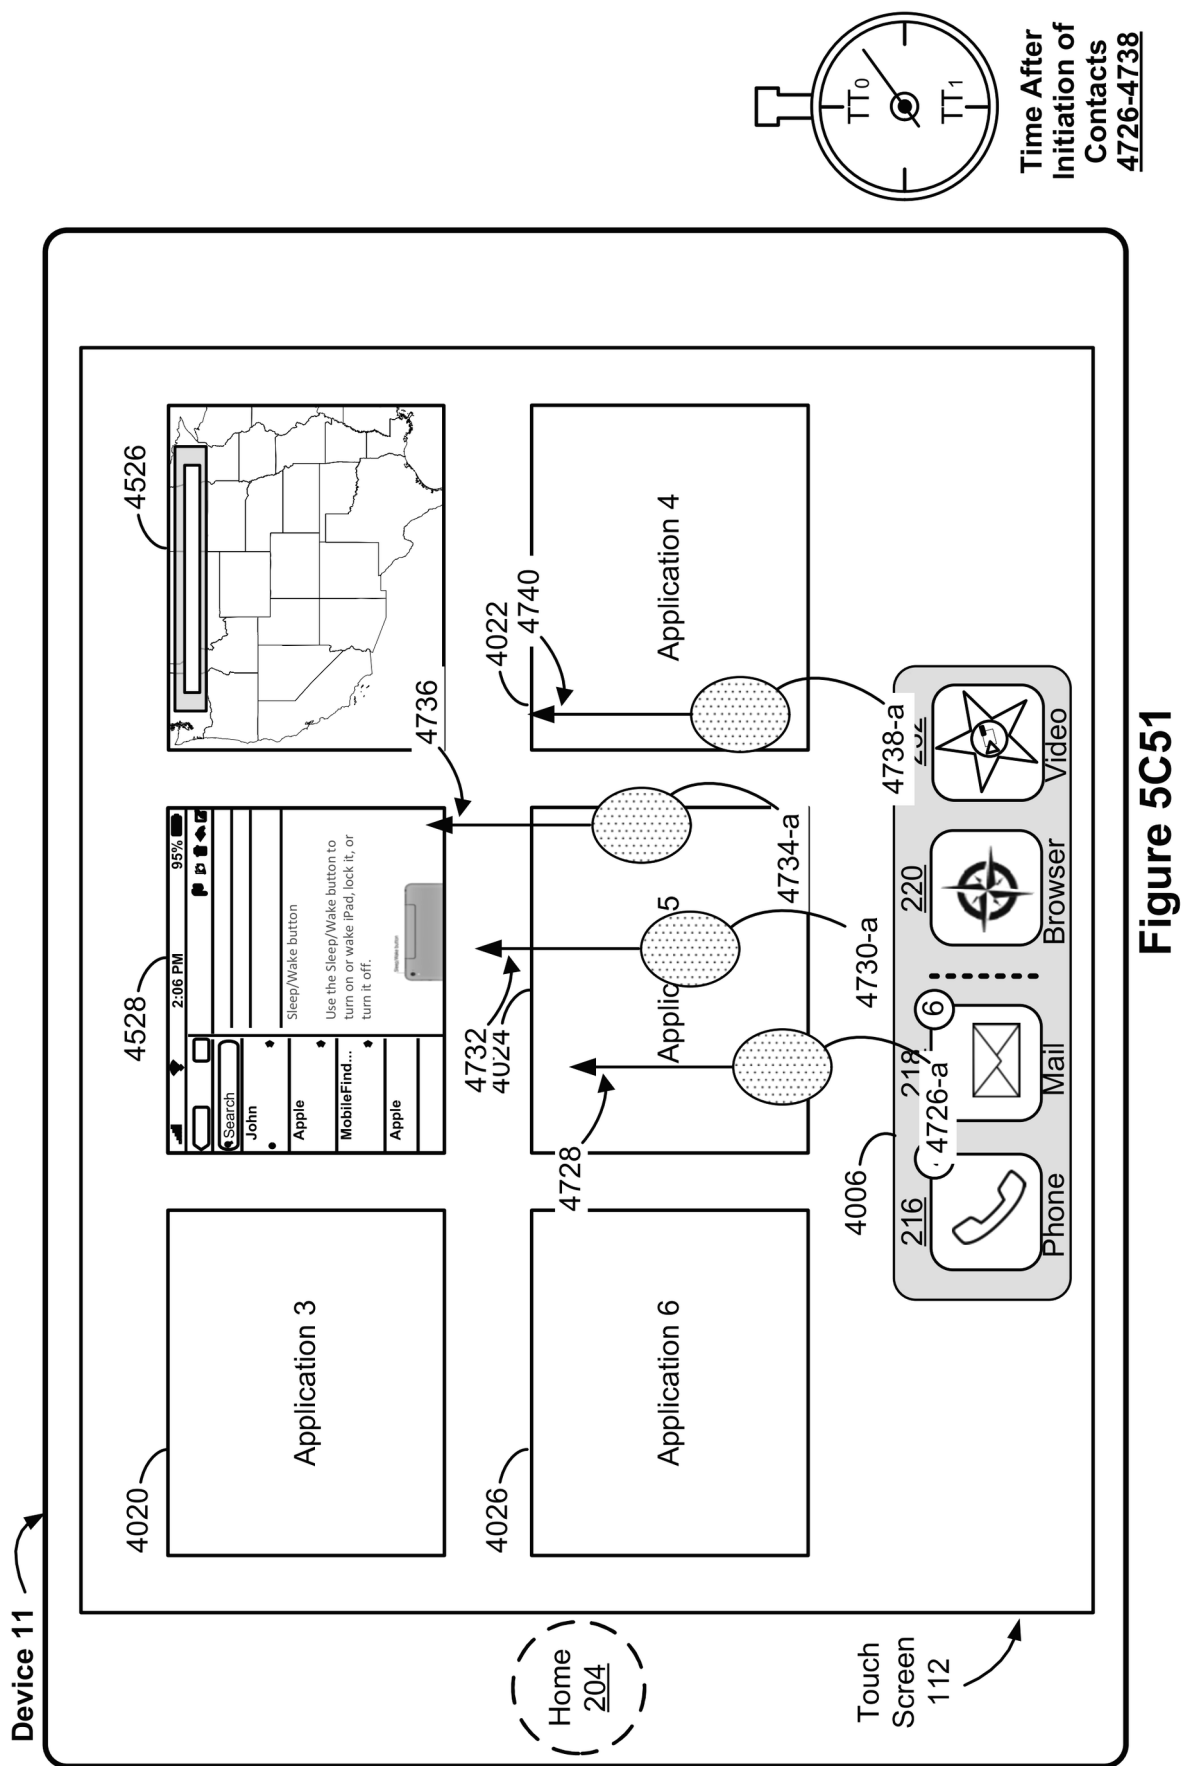 Device 11
Time After
Initiation of
Contacts
4726-4738
TT0
TT1
4020
4528
4526
Application 3
2:06 PM
95%
Search
John
Apple
MobileFind...
Apple
Sleep/Wake button
Use the Sleep/Wake button to
turn on or wake iPad, lock it, or
turn it off.
4736
4026
4728
4732
4024
4022
4740
Application 6
Applic
5
Application 4
Home
204
Touch
Screen
112
4006
4726-a
4730-a
4734-a
4738-a
216
218
220
232
6
Phone
Mail
Browser
Video
Figure 5C51